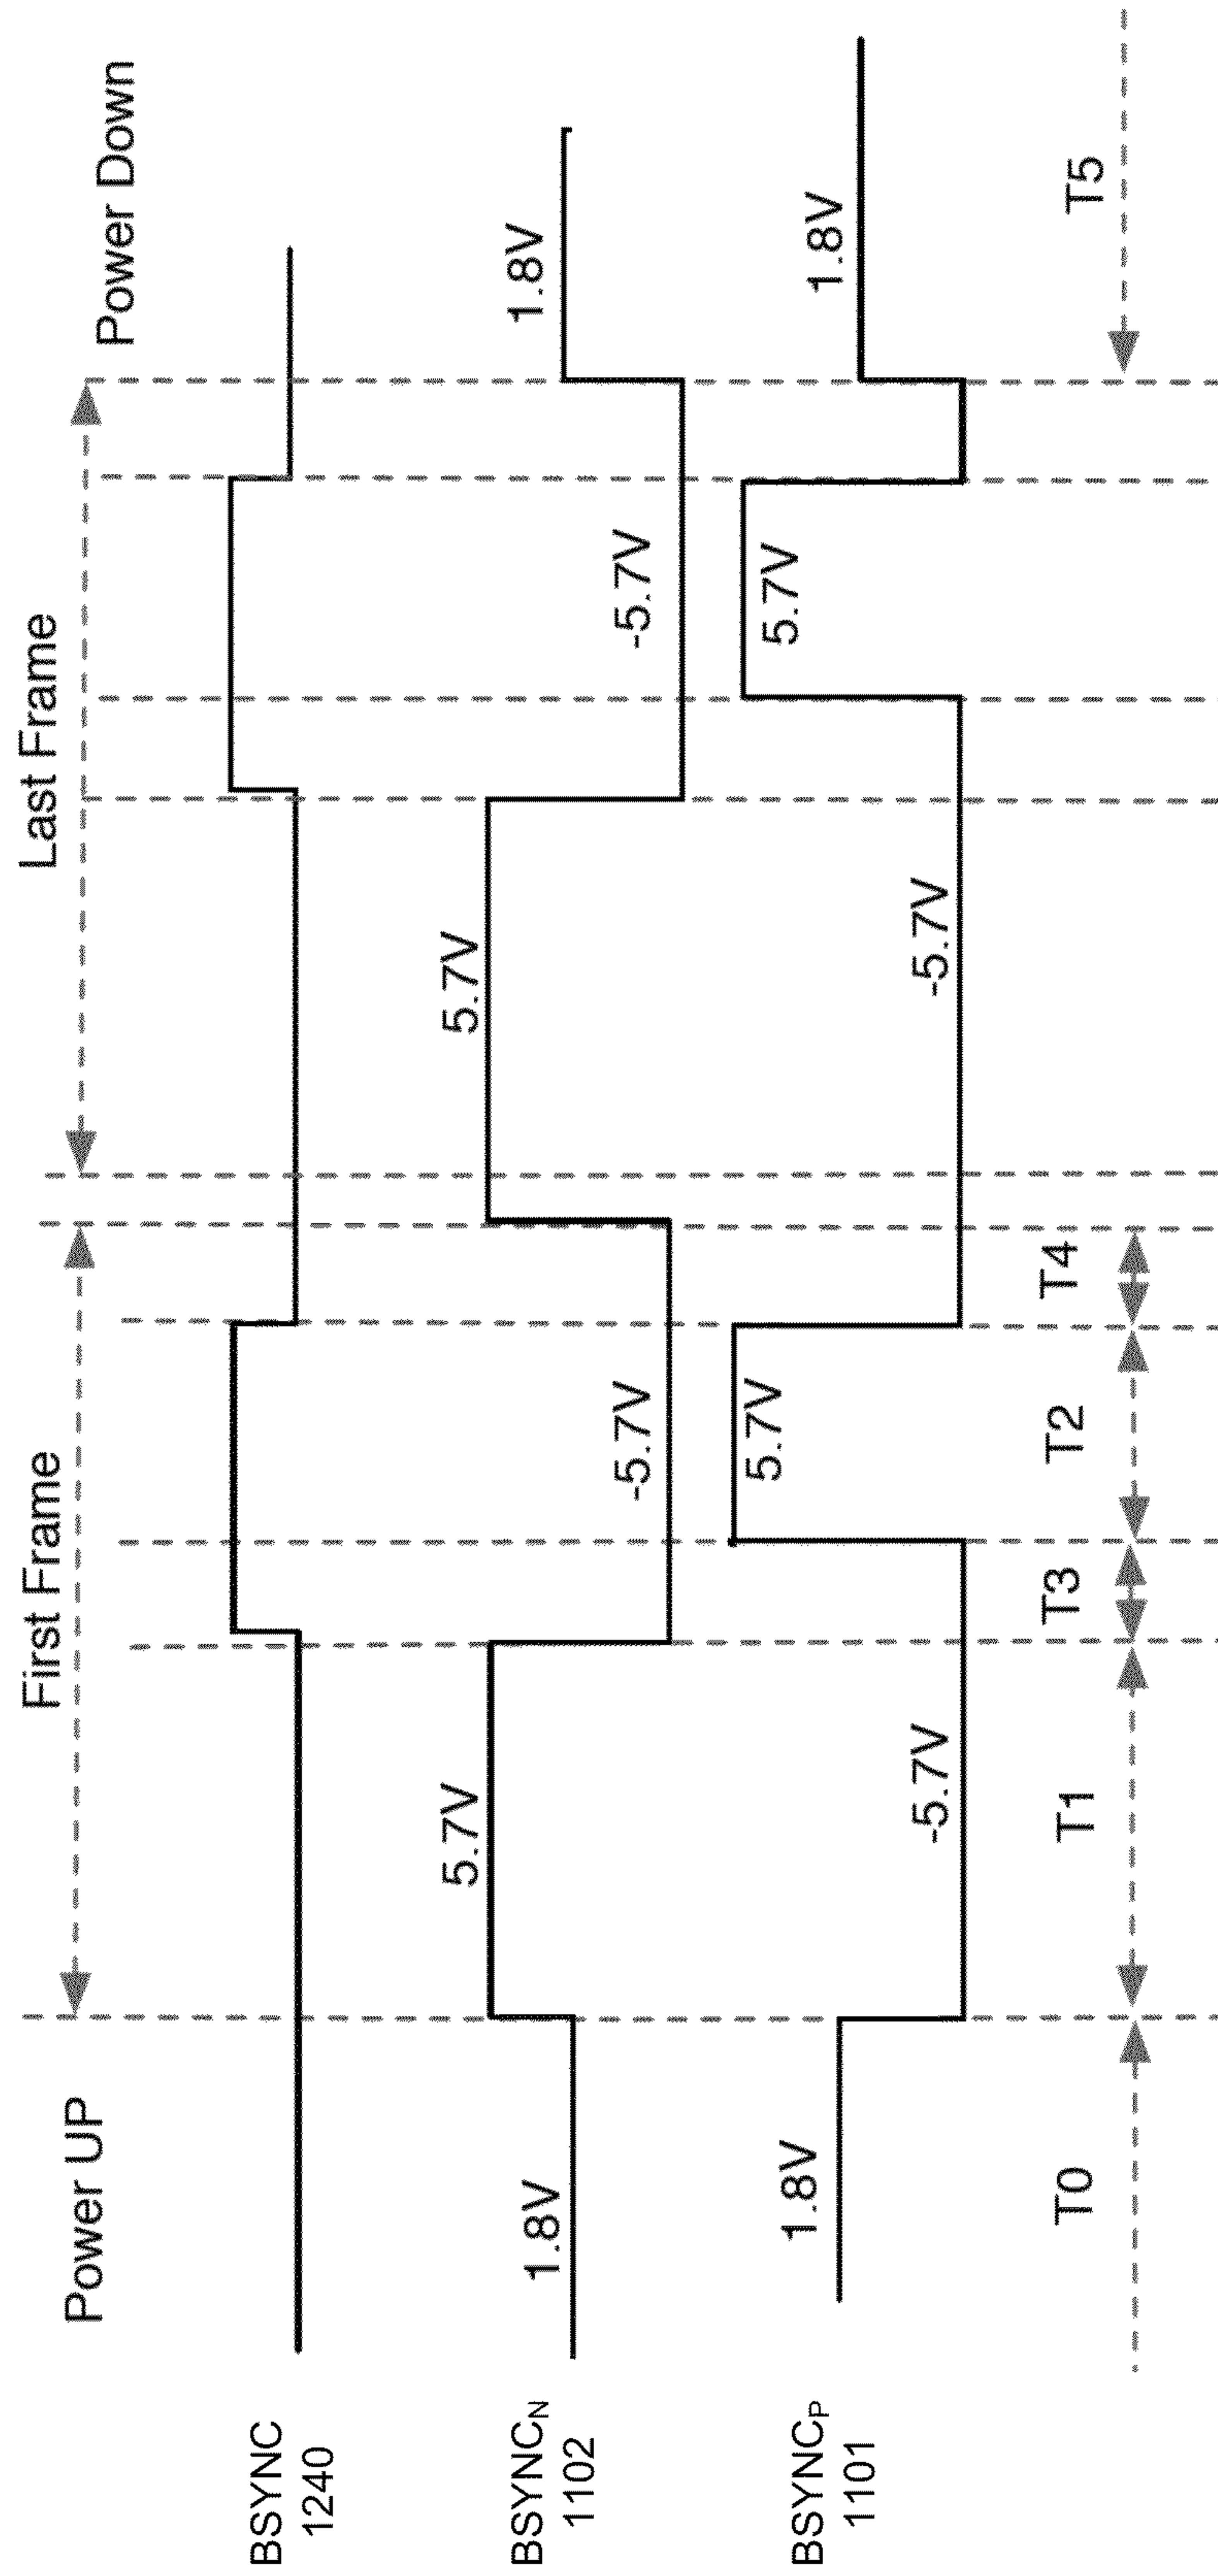 Power UP
First Frame
Last Frame
Power Down
BSYNC
1240
BSYNCN
1102
1.8V
5.7V
-5.7V
5.7V
-5.7V
1.8V
BSYNCP
1101
1.8V
-5.7V
5.7V
-5.7V
5.7V
1.8V
T0
T1
T3
T2
T4
T5